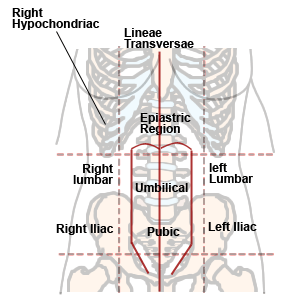 Right
Hypochondriac
Lineae
Transversae
Epiastric
Region
Right
lumbar
left
Lumbar
Umbilical
Right Iliac
Pubic
Left Iliac